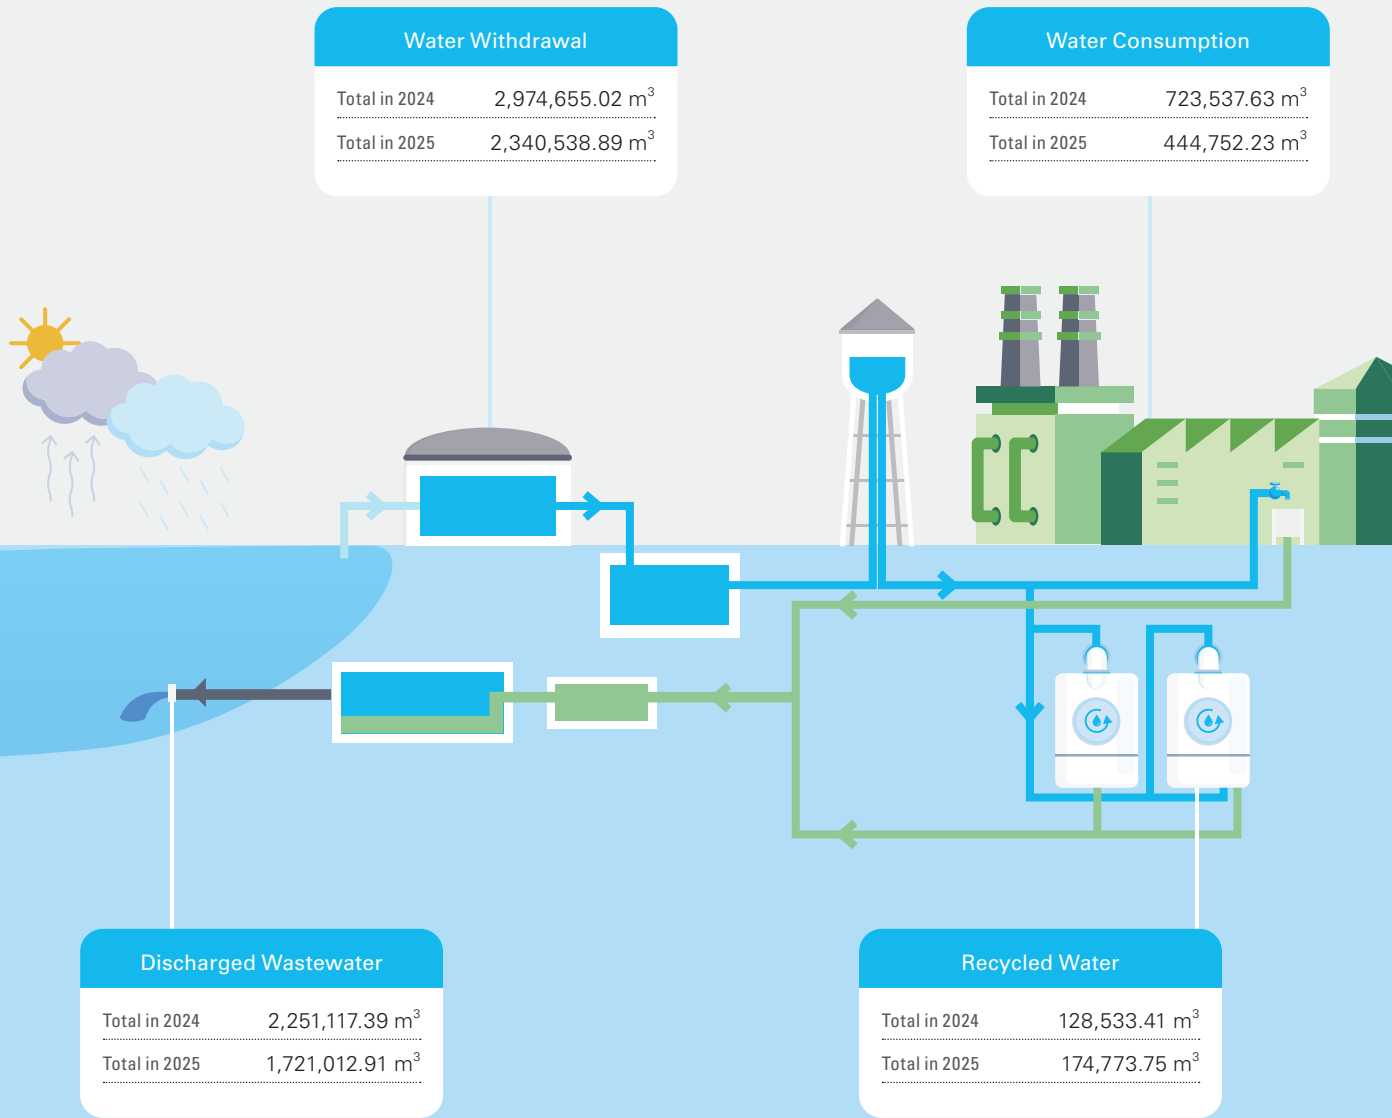 Water Withdrawal
Total in 2024 2,974,655.02 m³
Total in 2025 2,340,538.89 m³
Water Consumption
Total in 2024 723,537.63 m³
Total in 2025 444,752.23 m³
Discharged Wastewater
Total in 2024 2,251,117.39 m³
Total in 2025 1,721,012.91 m³
Recycled Water
Total in 2024 128,533.41 m³
Total in 2025 174,773.75 m³